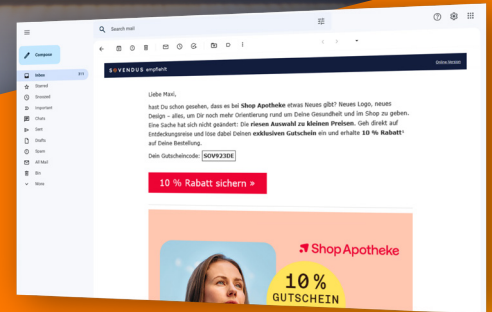 Search mail
Compose
Inbox
Starred
Snoozed
Important
Chats
Sent
Drafts
Spam
All Mail
Bin
More
SOVENDUS empfiehlt
Online Version
Liebe Maxi,
hast Du schon gesehen, dass es bei Shop Apotheke etwas Neues gibt? Neues Logo, neues
Design – alles, um Dir noch mehr Orientierung rund um Deine Gesundheit und im Shop zu geben.
Eine Sache hat sich nicht geändert: Die riesen Auswahl zu kleinen Preisen. Geh direkt auf
Entdeckungsreise und löse dabei Deinen exklusiven Gutschein ein und erhalte 10 % Rabatt¹
auf Deine Bestellung.
Dein Gutscheincode: SOV923DE
10 % Rabatt sichern »
Shop Apotheke
10%
GUTSCHEIN